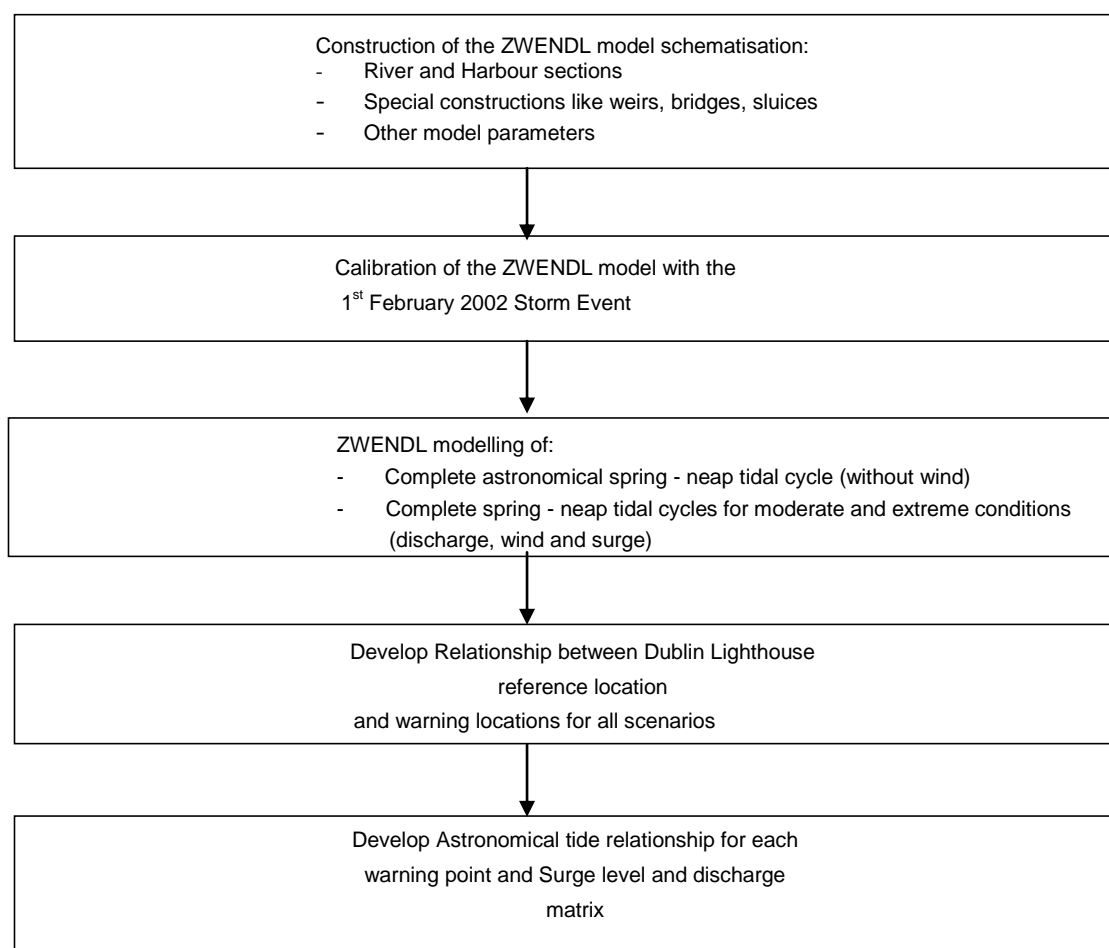 Construction of the ZWENDL model schematisation:
- River and Harbour sections
- Special constructions like weirs, bridges, sluices
- Other model parameters
Calibration of the ZWENDL model with the
1st February 2002 Storm Event
ZWENDL modelling of:
- Complete astronomical spring - neap tidal cycle (without wind)
- Complete spring - neap tidal cycles for moderate and extreme conditions
(discharge, wind and surge)
Develop Relationship between Dublin Lighthouse
reference location
and warning locations for all scenarios
Develop Astronomical tide relationship for each
warning point and Surge level and discharge
matrix